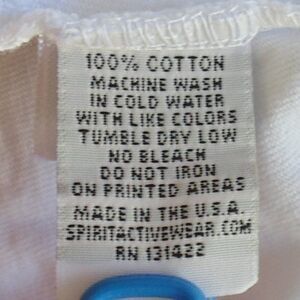 100% COTTON
MACHINE WASH
IN COLD WATER
WITH LIKE COLORS
TUMBLE DRY LOW
NO BLEACH
DO NOT IRON
ON PRINTED AREAS
MADE IN THE U.S.A.
SPIRITACTIVEWEAR.COM
RN 131422